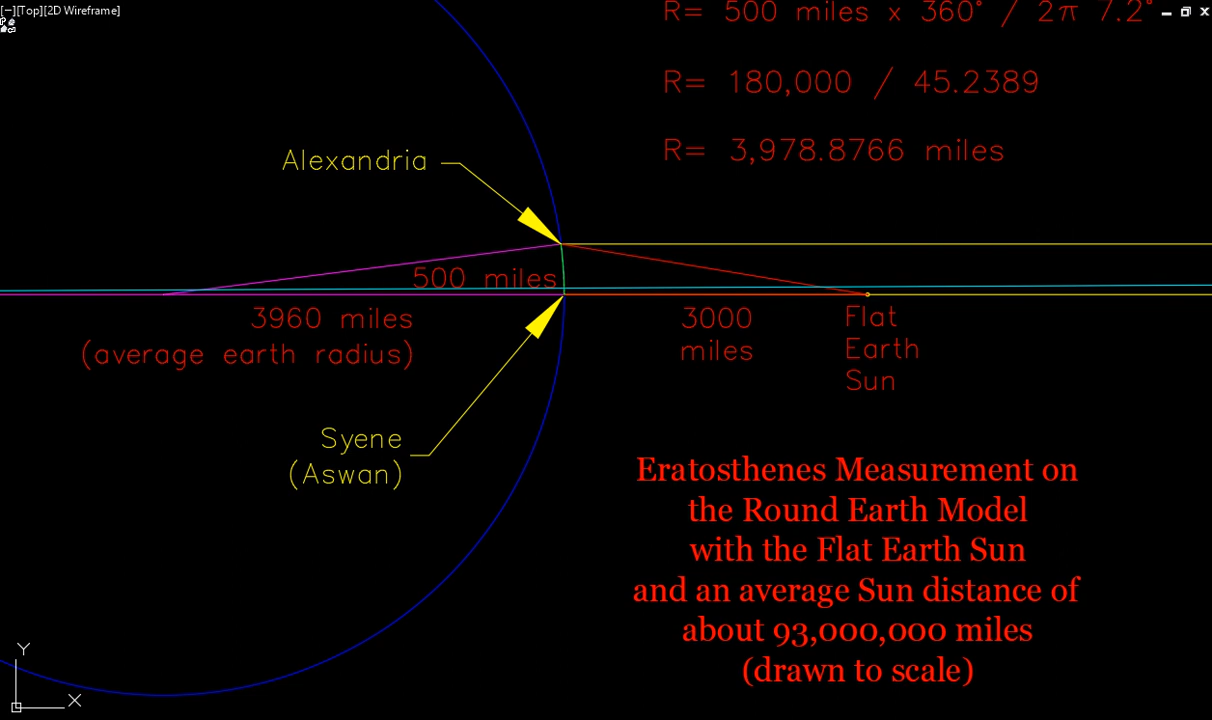 [−][Top][2D Wireframe]
R= 500 miles x 360° / 2π 7.2°
R= 180,000 / 45.2389
R= 3,978.8766 miles
Alexandria
500 miles
3960 miles
(average earth radius)
3000
miles
Flat
Earth
Sun
Syene
(Aswan)
Eratosthenes Measurement on
the Round Earth Model
with the Flat Earth Sun
and an average Sun distance of
about 93,000,000 miles
(drawn to scale)
Y
X